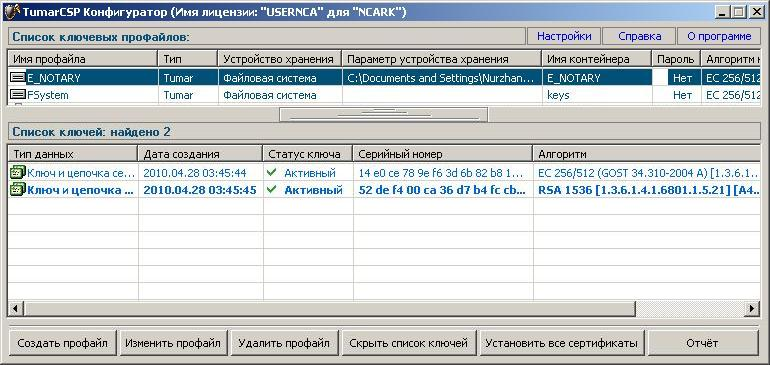 TumarCSP Конфигуратор (Имя лицензии: "USERNCA" для "NCARK")
Список ключевых профайлов: Настройки Справка О программе
Имя профайла Тип Устройство хранения Параметр устройства хранения Имя контейнера Пароль Алгоритм к
E_NOTARY Tumar Файловая система C:\Documents and Settings\Nurzhan... E_NOTARY Нет EC 256/512
FSystem Tumar Файловая система keys Нет EC 256/512
Список ключей: найдено 2
Тип данных Дата создания Статус ключа Серийный номер Алгоритм
Ключ и цепочка се... 2010.04.28 03:45:44 Активный 14 e0 ce 78 9e f6 3d 6b 82 b8 1... EC 256/512 (GOST 34.310-2004 A) [1.3.6.1....
Ключ и цепочка ... 2010.04.28 03:45:45 Активный 52 de f4 00 ca 36 d7 b4 fc cb... RSA 1536 [1.3.6.1.4.1.6801.1.5.21] [A4...
Создать профайл Изменить профайл Удалить профайл Скрыть список ключей Установить все сертификаты Отчёт